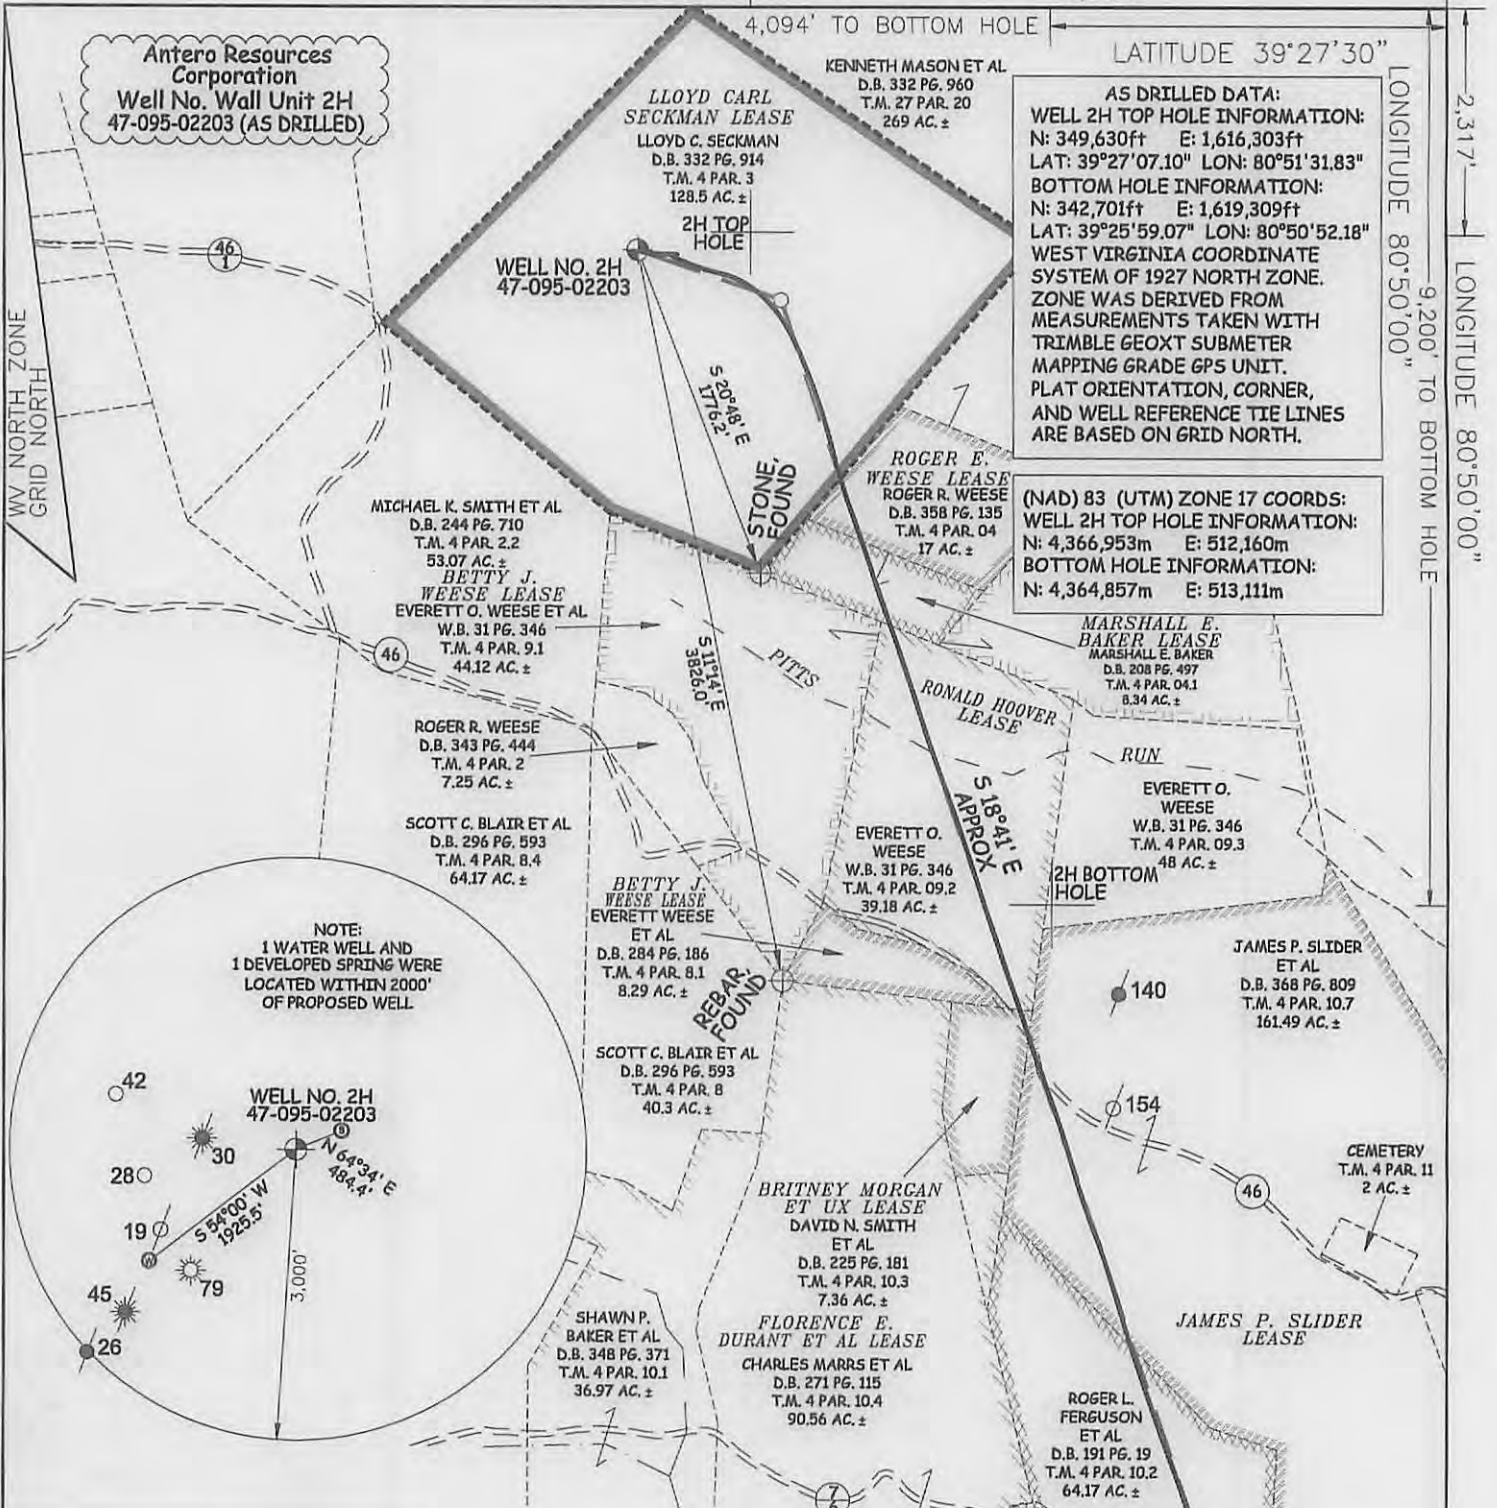 4,094' TO BOTTOM HOLE
LATITUDE 39°27'30"
Antero Resources
Corporation
Well No. Wall Unit 2H
47-095-02203 (AS DRILLED)
LLOYD CARL
SECKMAN LEASE
LLOYD C. SECKMAN
D.B. 332 PG. 914
T.M. 4 PAR. 3
128.5 AC. ±
KENNETH MASON ET AL
D.B. 332 PG. 960
T.M. 27 PAR. 20
269 AC. ±
AS DRILLED DATA:
WELL 2H TOP HOLE INFORMATION:
N: 349,630ft E: 1,616,303ft
LAT: 39°27'07.10" LON: 80°51'31.83"
BOTTOM HOLE INFORMATION:
N: 342,701ft E: 1,619,309ft
LAT: 39°25'59.07" LON: 80°50'52.18"
WEST VIRGINIA COORDINATE
SYSTEM OF 1927 NORTH ZONE.
ZONE WAS DERIVED FROM
MEASUREMENTS TAKEN WITH
TRIMBLE GEOXT SUBMETER
MAPPING GRADE GPS UNIT.
PLAT ORIENTATION, CORNER,
AND WELL REFERENCE TIE LINES
ARE BASED ON GRID NORTH.
LONGITUDE 80°50'00"
9,200' TO BOTTOM HOLE
2,317'
LONGITUDE 80°50'00"
2H TOP
HOLE
WELL NO. 2H
47-095-02203
46
1
WV NORTH ZONE
GRID NORTH
S 20°48' E
1776.2'
STONE,
FOUND
ROGER E.
WEESE LEASE
ROGER R. WEESE
D.B. 358 PG. 135
T.M. 4 PAR. 04
17 AC. ±
(NAD) 83 (UTM) ZONE 17 COORDS:
WELL 2H TOP HOLE INFORMATION:
N: 4,366,953m E: 512,160m
BOTTOM HOLE INFORMATION:
N: 4,364,857m E: 513,111m
MICHAEL K. SMITH ET AL
D.B. 244 PG. 710
T.M. 4 PAR. 2.2
53.07 AC. ±
BETTY J.
WEESE LEASE
EVERETT O. WEESE ET AL
W.B. 31 PG. 346
T.M. 4 PAR. 9.1
44.12 AC. ±
46
S 11°14' E
3826.0'
PITTS
RUN
RONALD HOOVER
LEASE
MARSHALL E.
BAKER LEASE
MARSHALL E. BAKER
D.B. 208 PG. 497
T.M. 4 PAR. 04.1
8.34 AC. ±
ROGER R. WEESE
D.B. 343 PG. 444
T.M. 4 PAR. 2
7.25 AC. ±
SCOTT C. BLAIR ET AL
D.B. 296 PG. 593
T.M. 4 PAR. 8.4
64.17 AC. ±
S 18°41' E
APPROX
EVERETT O.
WEESE
W.B. 31 PG. 346
T.M. 4 PAR. 09.2
39.18 AC. ±
EVERETT O.
WEESE
W.B. 31 PG. 346
T.M. 4 PAR. 09.3
48 AC. ±
2H BOTTOM
HOLE
BETTY J.
WEESE LEASE
EVERETT WEESE
ET AL
D.B. 284 PG. 186
T.M. 4 PAR. 8.1
8.29 AC. ±
REBAR,
FOUND
JAMES P. SLIDER
ET AL
D.B. 368 PG. 809
T.M. 4 PAR. 10.7
161.49 AC. ±
140
154
NOTE:
1 WATER WELL AND
1 DEVELOPED SPRING WERE
LOCATED WITHIN 2000'
OF PROPOSED WELL
SCOTT C. BLAIR ET AL
D.B. 296 PG. 593
T.M. 4 PAR. 8
40.3 AC. ±
WELL NO. 2H
47-095-02203
42
30
28
19
79
45
26
S
W
N 64°34' E
484.4'
S 54°00' W
1925.5'
3,000'
BRITNEY MORGAN
ET UX LEASE
DAVID N. SMITH
ET AL
D.B. 225 PG. 181
T.M. 4 PAR. 10.3
7.36 AC. ±
CEMETERY
T.M. 4 PAR. 11
2 AC. ±
46
FLORENCE E.
DURANT ET AL LEASE
CHARLES MARRS ET AL
D.B. 271 PG. 115
T.M. 4 PAR. 10.4
90.56 AC. ±
JAMES P. SLIDER
LEASE
SHAWN P.
BAKER ET AL
D.B. 348 PG. 371
T.M. 4 PAR. 10.1
36.97 AC. ±
ROGER L.
FERGUSON
ET AL
D.B. 191 PG. 19
T.M. 4 PAR. 10.2
64.17 AC. ±
7